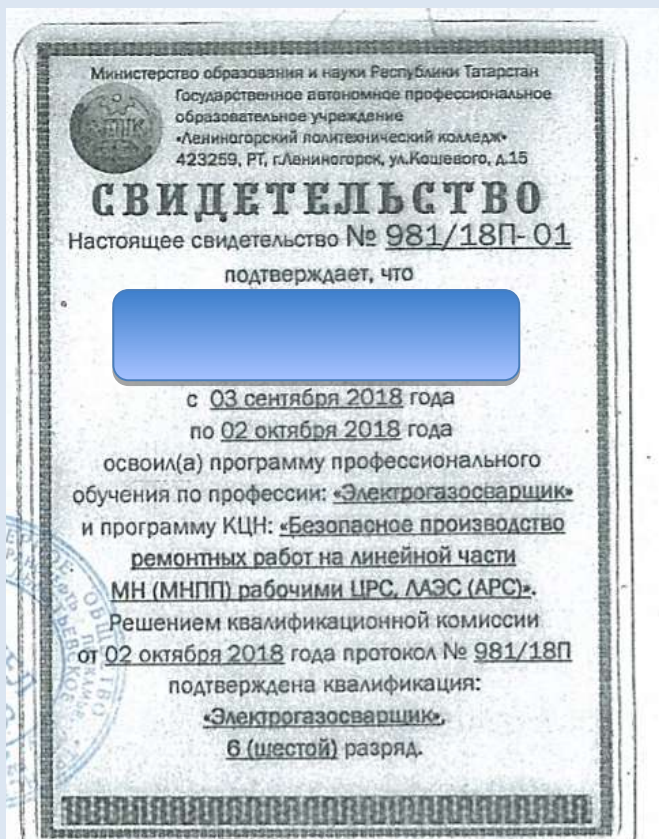 Министерство образования и науки Республики Татарстан
Государственное автономное профессиональное
образовательное учреждение
«Лениногорский политехнический колледж»
423259, РТ, г.Лениногорск, ул.Кошевого, д.15
СВИДЕТЕЛЬСТВО
Настоящее свидетельство № 981/18П-01
подтверждает, что
с 03 сентября 2018 года
по 02 октября 2018 года
освоил(а) программу профессионального
обучения по профессии: «Электрогазосварщик»
и программу КЦН: «Безопасное производство
ремонтных работ на линейной части
МН (МНПП) рабочими ЦРС, ЛАЭС (АРС)».
Решением квалификационной комиссии
от 02 октября 2018 года протокол № 981/18П
подтверждена квалификация:
«Электрогазосварщик»,
6 (шестой) разряд.
ОБЩЕСТВО